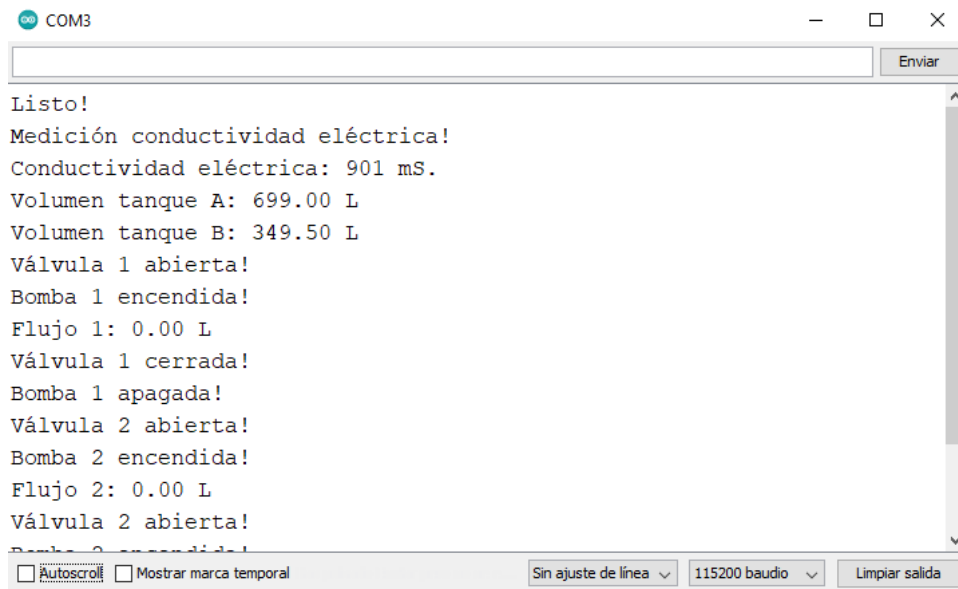 COM3
Enviar
Listo!
Medición conductividad eléctrica!
Conductividad eléctrica: 901 mS.
Volumen tanque A: 699.00 L
Volumen tanque B: 349.50 L
Válvula 1 abierta!
Bomba 1 encendida!
Flujo 1: 0.00 L
Válvula 1 cerrada!
Bomba 1 apagada!
Válvula 2 abierta!
Bomba 2 encendida!
Flujo 2: 0.00 L
Válvula 2 abierta!
Bomba 2 encendida!
Autoscroll Mostrar marca temporal Sin ajuste de línea 115200 baudio Limpiar salida